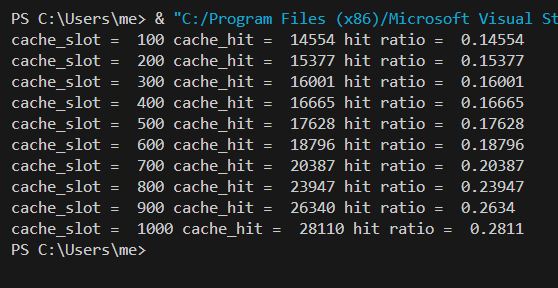 PS C:\Users\me> & "C:/Program Files (x86)/Microsoft Visual St
cache_slot =  100 cache_hit =  14554 hit ratio =  0.14554
cache_slot =  200 cache_hit =  15377 hit ratio =  0.15377
cache_slot =  300 cache_hit =  16001 hit ratio =  0.16001
cache_slot =  400 cache_hit =  16665 hit ratio =  0.16665
cache_slot =  500 cache_hit =  17628 hit ratio =  0.17628
cache_slot =  600 cache_hit =  18796 hit ratio =  0.18796
cache_slot =  700 cache_hit =  20387 hit ratio =  0.20387
cache_slot =  800 cache_hit =  23947 hit ratio =  0.23947
cache_slot =  900 cache_hit =  26340 hit ratio =  0.2634
cache_slot =  1000 cache_hit =  28110 hit ratio =  0.2811
PS C:\Users\me>